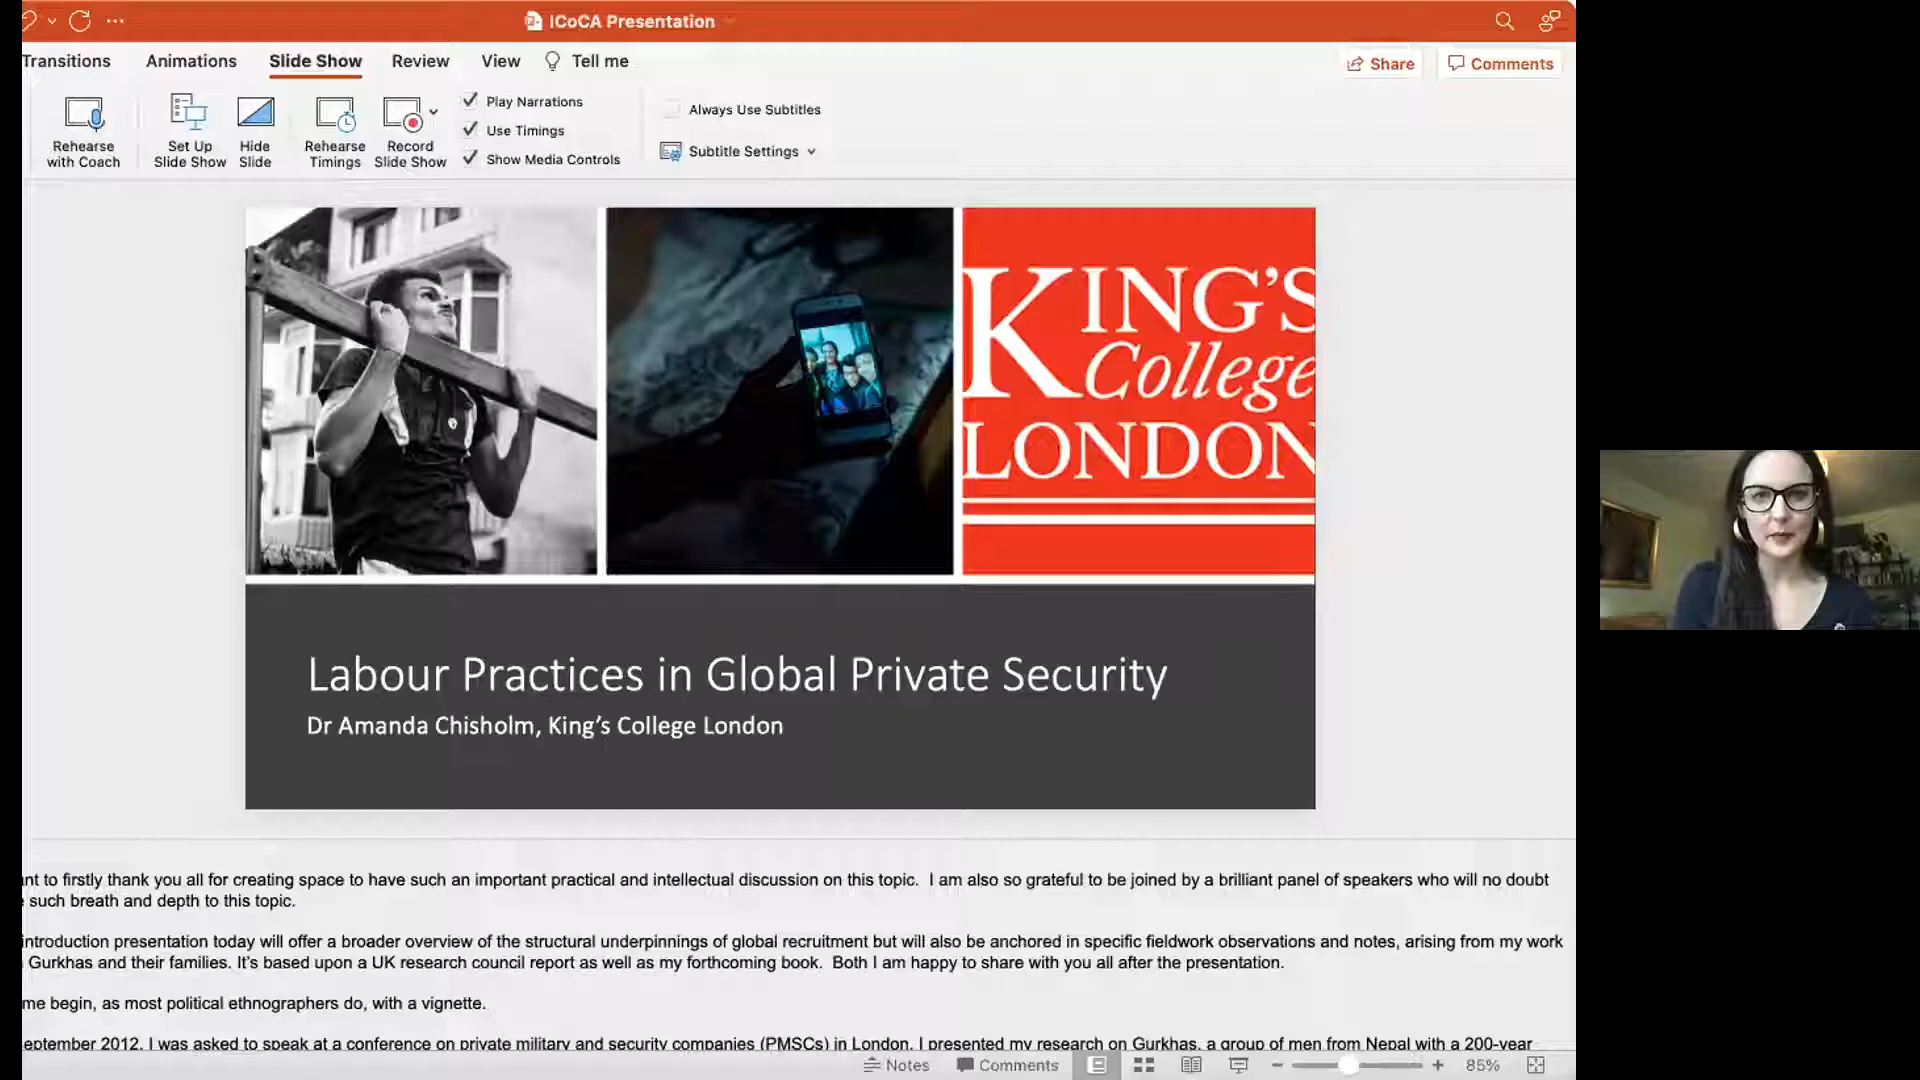 ICoCA Presentation
Transitions Animations Slide Show Review View Tell me Share Comments
Rehearse with Coach
Set Up Slide Show
Hide Slide
Rehearse Timings
Record Slide Show
Play Narrations
Use Timings
Show Media Controls
Always Use Subtitles
Subtitle Settings
KING'S
College
LONDON
Labour Practices in Global Private Security
Dr Amanda Chisholm, King's College London
nt to firstly thank you all for creating space to have such an important practical and intellectual discussion on this topic. I am also so grateful to be joined by a brilliant panel of speakers who will no doubt
such breath and depth to this topic.
introduction presentation today will offer a broader overview of the structural underpinnings of global recruitment but will also be anchored in specific fieldwork observations and notes, arising from my work
Gurkhas and their families. It's based upon a UK research council report as well as my forthcoming book. Both I am happy to share with you all after the presentation.
me begin, as most political ethnographers do, with a vignette.
eptember 2012, I was asked to speak at a conference on private military and security companies (PMSCs) in London. I presented my research on Gurkhas, a group of men from Nepal with a 200-year
Notes Comments 85%